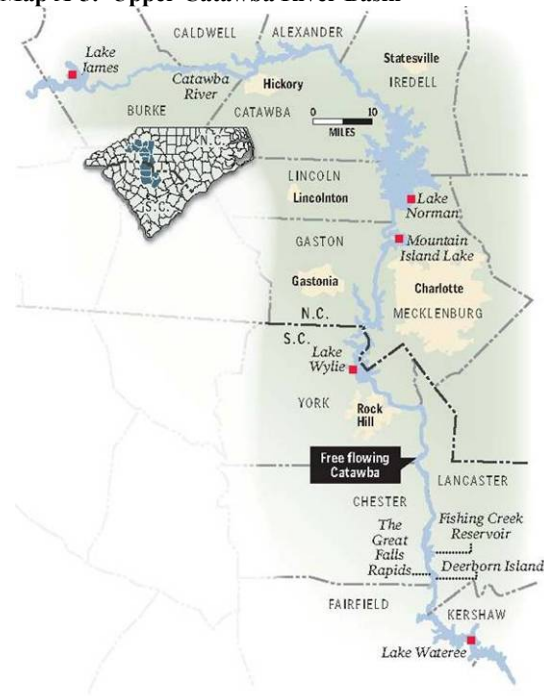 Map A-3: Upper Catawba River Basin
CALDWELL
ALEXANDER
Lake
James
Statesville
IREDELL
Catawba
River
Hickory
BURKE
CATAWBA
0 10
MILES
N.C.
S.C.
LINCOLN
Lincolnton
Lake
Norman
GASTON
Mountain
Island Lake
Gastonia
Charlotte
MECKLENBURG
N.C.
S.C.
Lake
Wylie
YORK
Rock
Hill
Free flowing
Catawba
LANCASTER
CHESTER
The
Great
Falls
Rapids
Fishing Creek
Reservoir
Deerborn Island
FAIRFIELD
KERSHAW
Lake Wateree